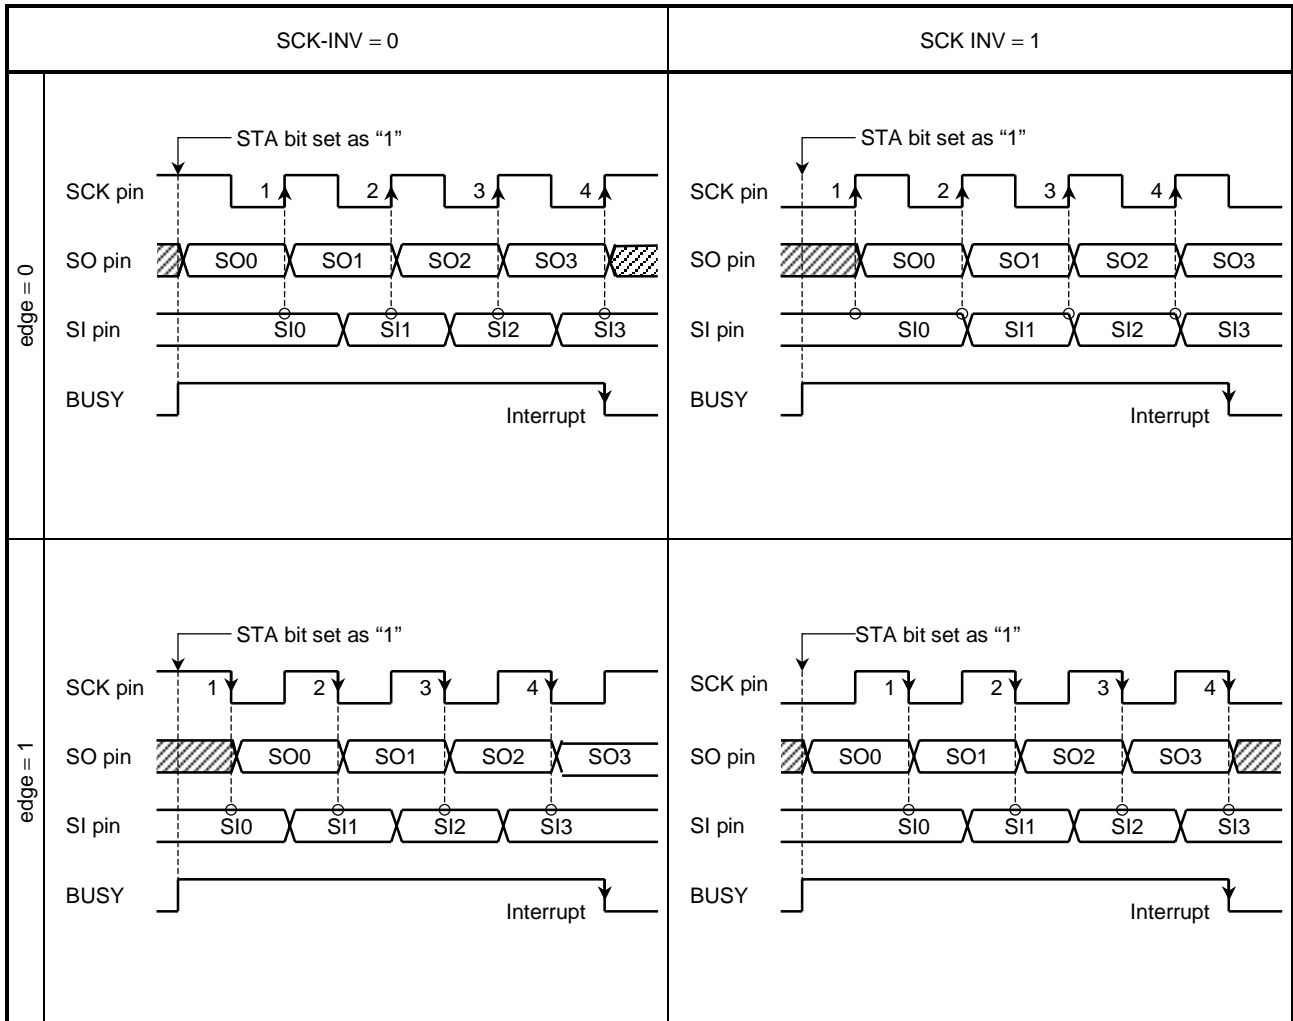 SCK-INV = 0
SCK INV = 1
edge = 0
STA bit set as “1”
SCK pin
1 2 3 4
SO pin
SO0 SO1 SO2 SO3
SI pin
SI0 SI1 SI2 SI3
BUSY
Interrupt
STA bit set as “1”
SCK pin
1 2 3 4
SO pin
SO0 SO1 SO2 SO3
SI pin
SI0 SI1 SI2 SI3
BUSY
Interrupt
edge = 1
STA bit set as “1”
SCK pin
1 2 3 4
SO pin
SO0 SO1 SO2 SO3
SI pin
SI0 SI1 SI2 SI3
BUSY
Interrupt
STA bit set as “1”
SCK pin
1 2 3 4
SO pin
SO0 SO1 SO2 SO3
SI pin
SI0 SI1 SI2 SI3
BUSY
Interrupt